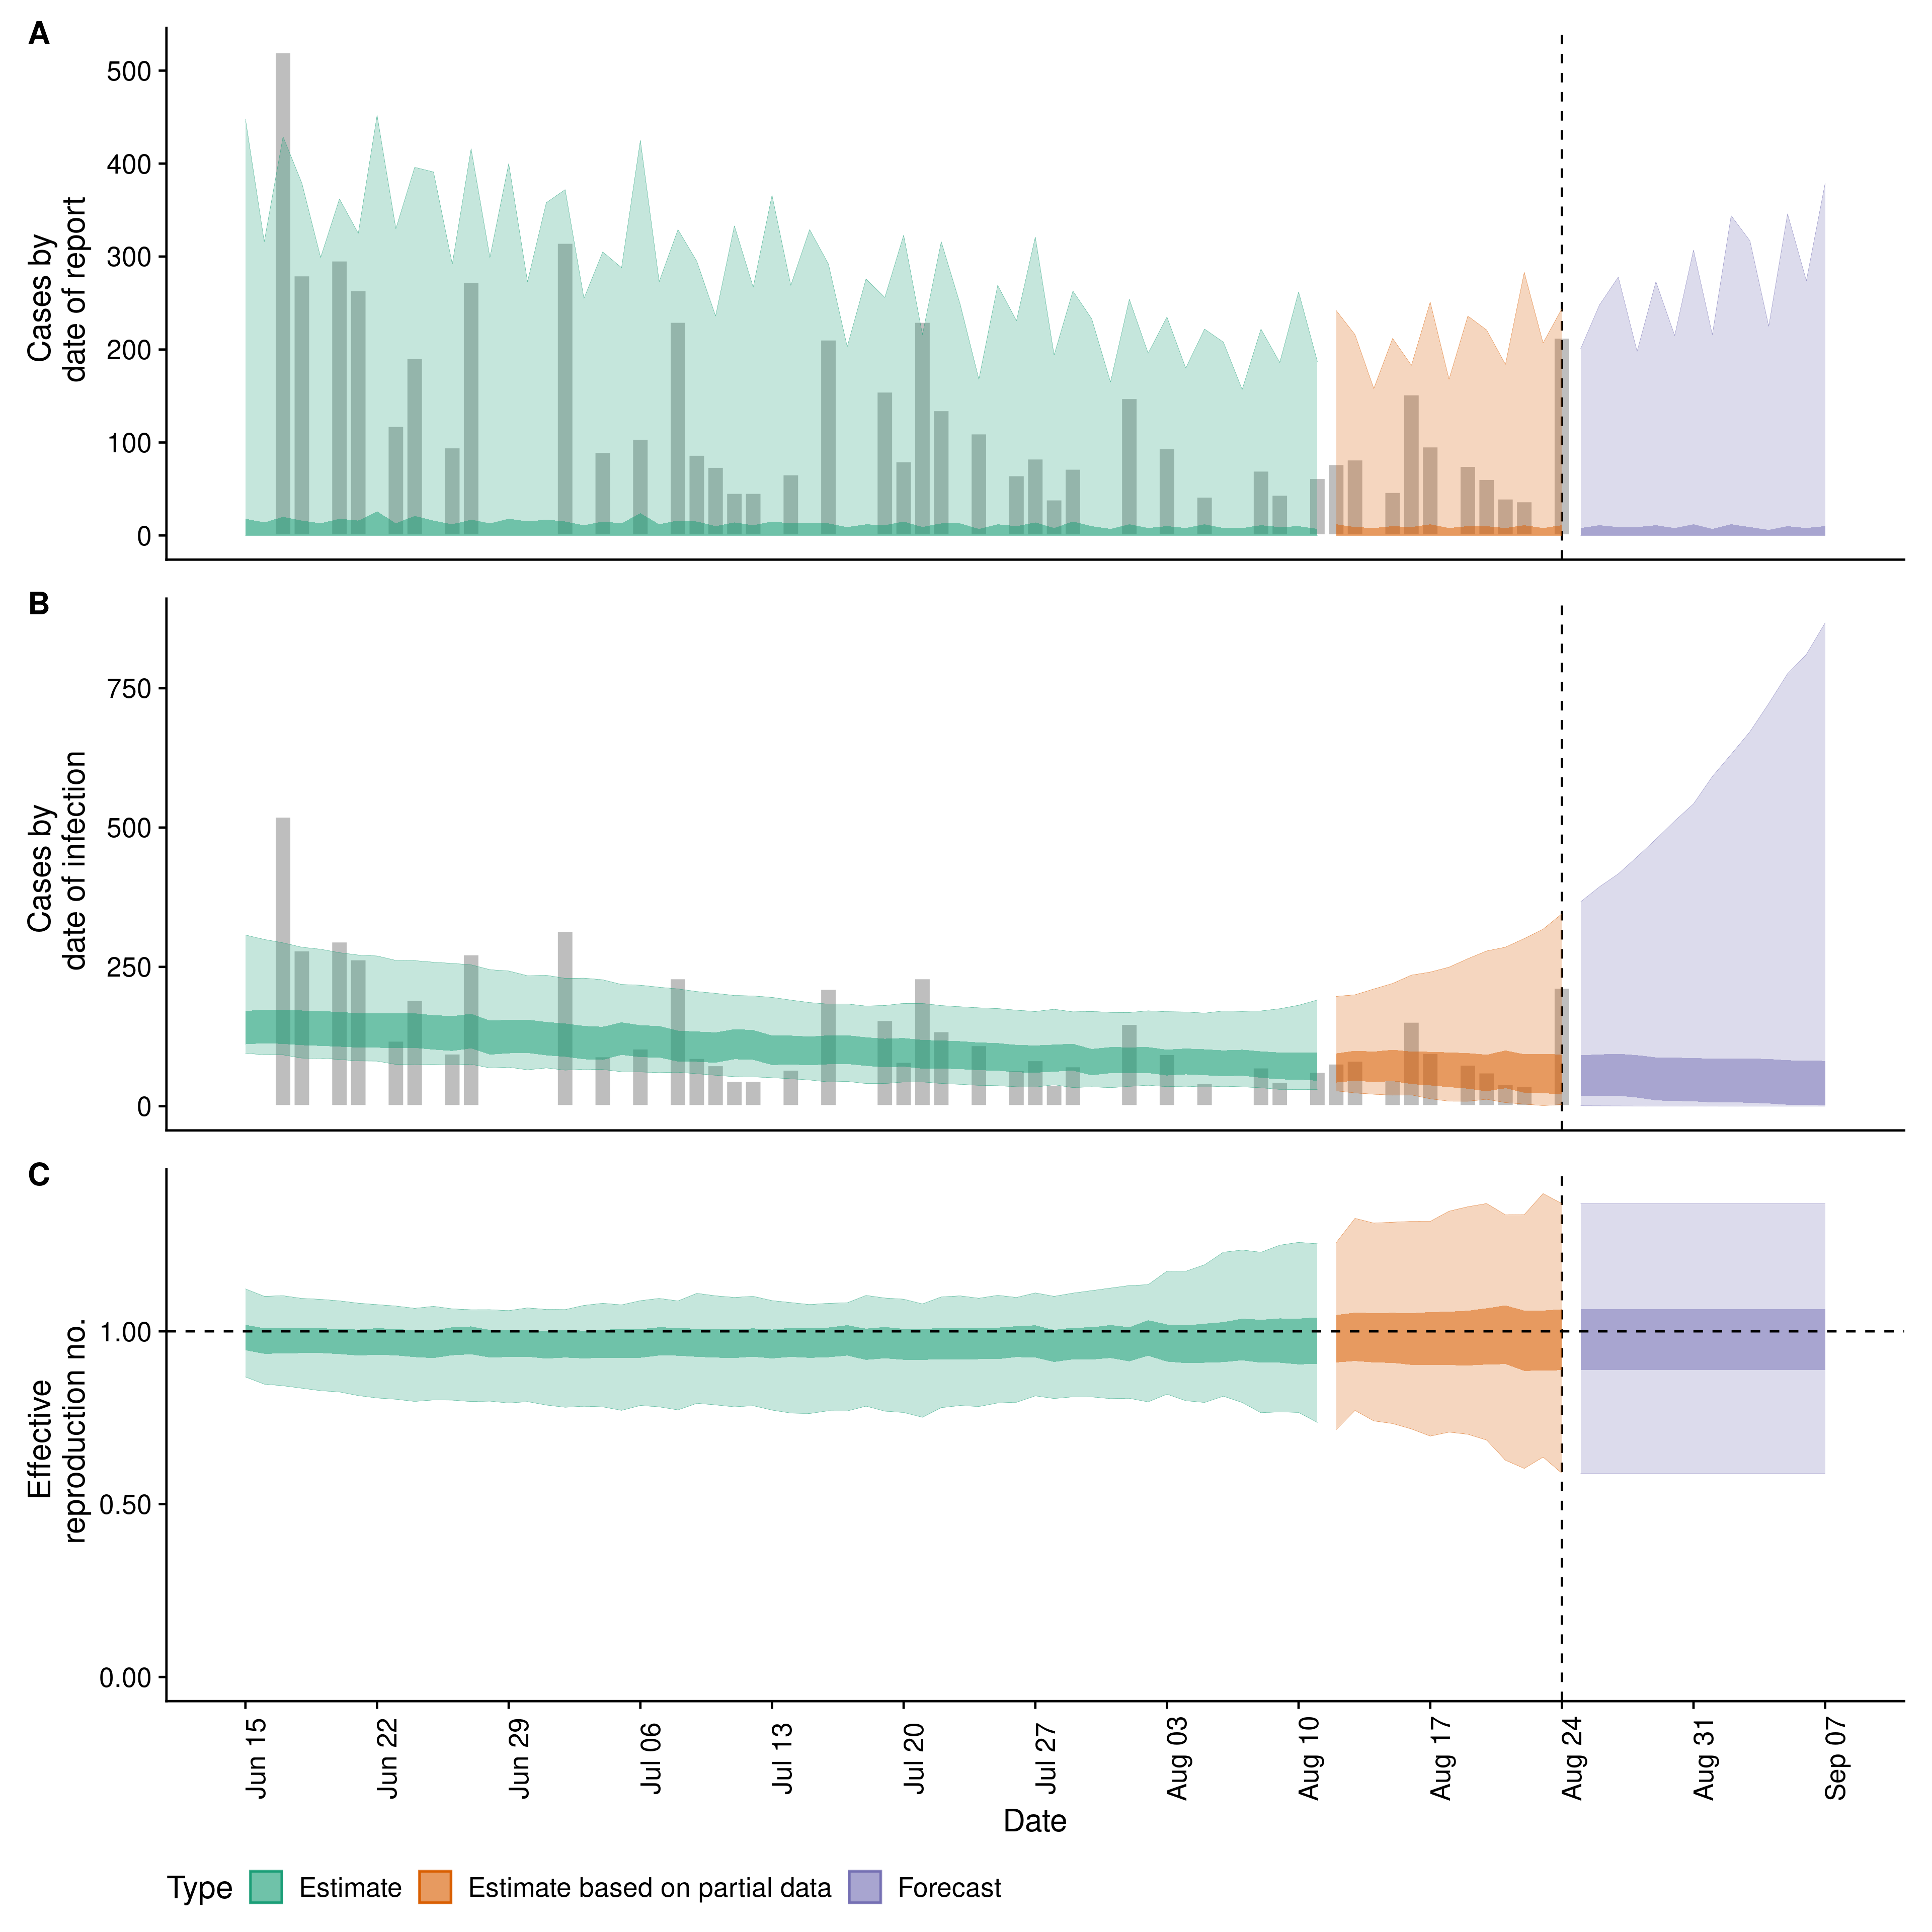 A
Cases by
date of report
500
400
300
200
100
0
B
Cases by
date of infection
750
500
250
0
C
Effective
reproduction no.
1.00
0.50
0.00
Jun 15
Jun 22
Jun 29
Jul 06
Jul 13
Jul 20
Jul 27
Aug 03
Aug 10
Aug 17
Aug 24
Aug 31
Sep 07
Date
Type Estimate Estimate based on partial data Forecast